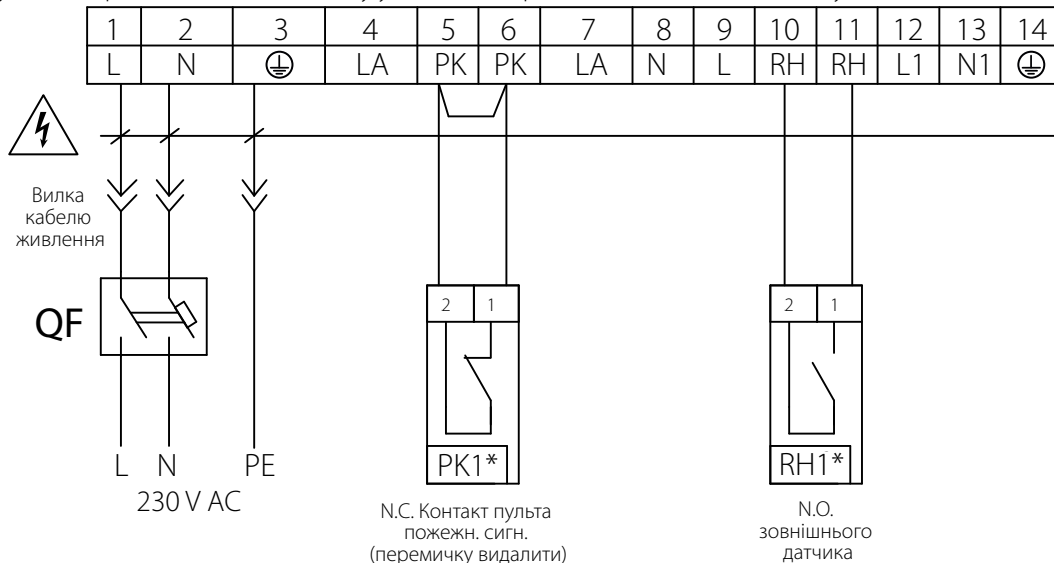 1 2 3 4 5 6 7 8 9 10 11 12 13 14
L N LA PK PK LA N L RH RH L1 N1
Вилка
кабелю
живлення
QF
2 1
2 1
PK1*
RH1*
L N PE
230 V AC
N.C. Контакт пульта
пожежн. сигн.
(перемичку видалити)
N.O.
зовнішнього
датчика